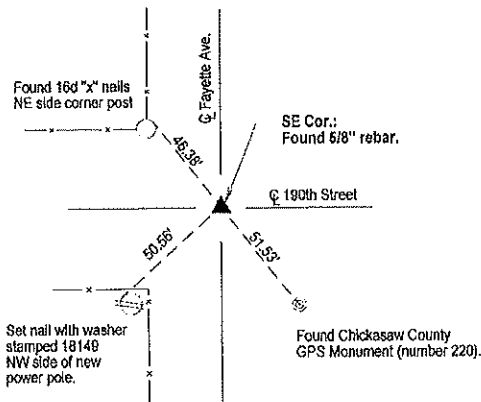 Found 16d "x" nails
NE side corner post
℄ Fayette Ave.
SE Cor.:
Found 5/8" rebar.
46.38'
℄ 190th Street
50.56'
51.53'
Set nail with washer
stamped 18149
NW side of new
power pole.
Found Chickasaw County
GPS Monument (number 220).